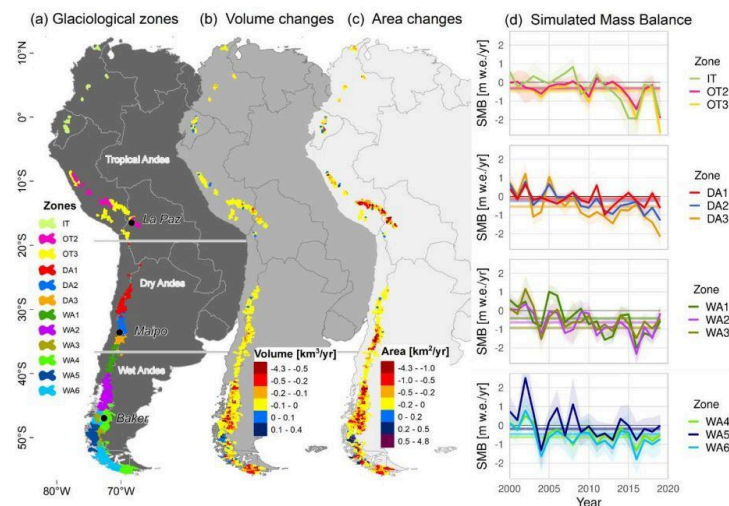 (a) Glaciological zones
(b) Volume changes
(c) Area changes
(d) Simulated Mass Balance
10°N
0°
10°S
20°S
30°S
40°S
50°S
80°W
70°W
Tropical Andes
La Paz
Dry Andes
Maipo
Wet Andes
Baker
Zones
IT
OT2
OT3
DA1
DA2
DA3
WA1
WA2
WA3
WA4
WA5
WA6
Volume [km³/yr]
-4.3 - -0.5
-0.5 - -0.2
-0.2 - -0.1
-0.1 - 0
0 - 0.1
0.1 - 0.4
Area [km²/yr]
-4.3 - -1.0
-1.0 - -0.5
-0.5 - -0.2
-0.2 - 0
0 - 0.2
0.2 - 0.5
0.5 - 4.8
SMB [m w.e./yr]
2
1
0
-1
-2
Zone
IT
OT2
OT3
SMB [m w.e./yr]
2
1
0
-1
-2
Zone
DA1
DA2
DA3
SMB [m w.e./yr]
2
1
0
-1
-2
Zone
WA1
WA2
WA3
SMB [m w.e./yr]
2
1
0
-1
-2
Zone
WA4
WA5
WA6
2000 2005 2010 2015 2020
Year